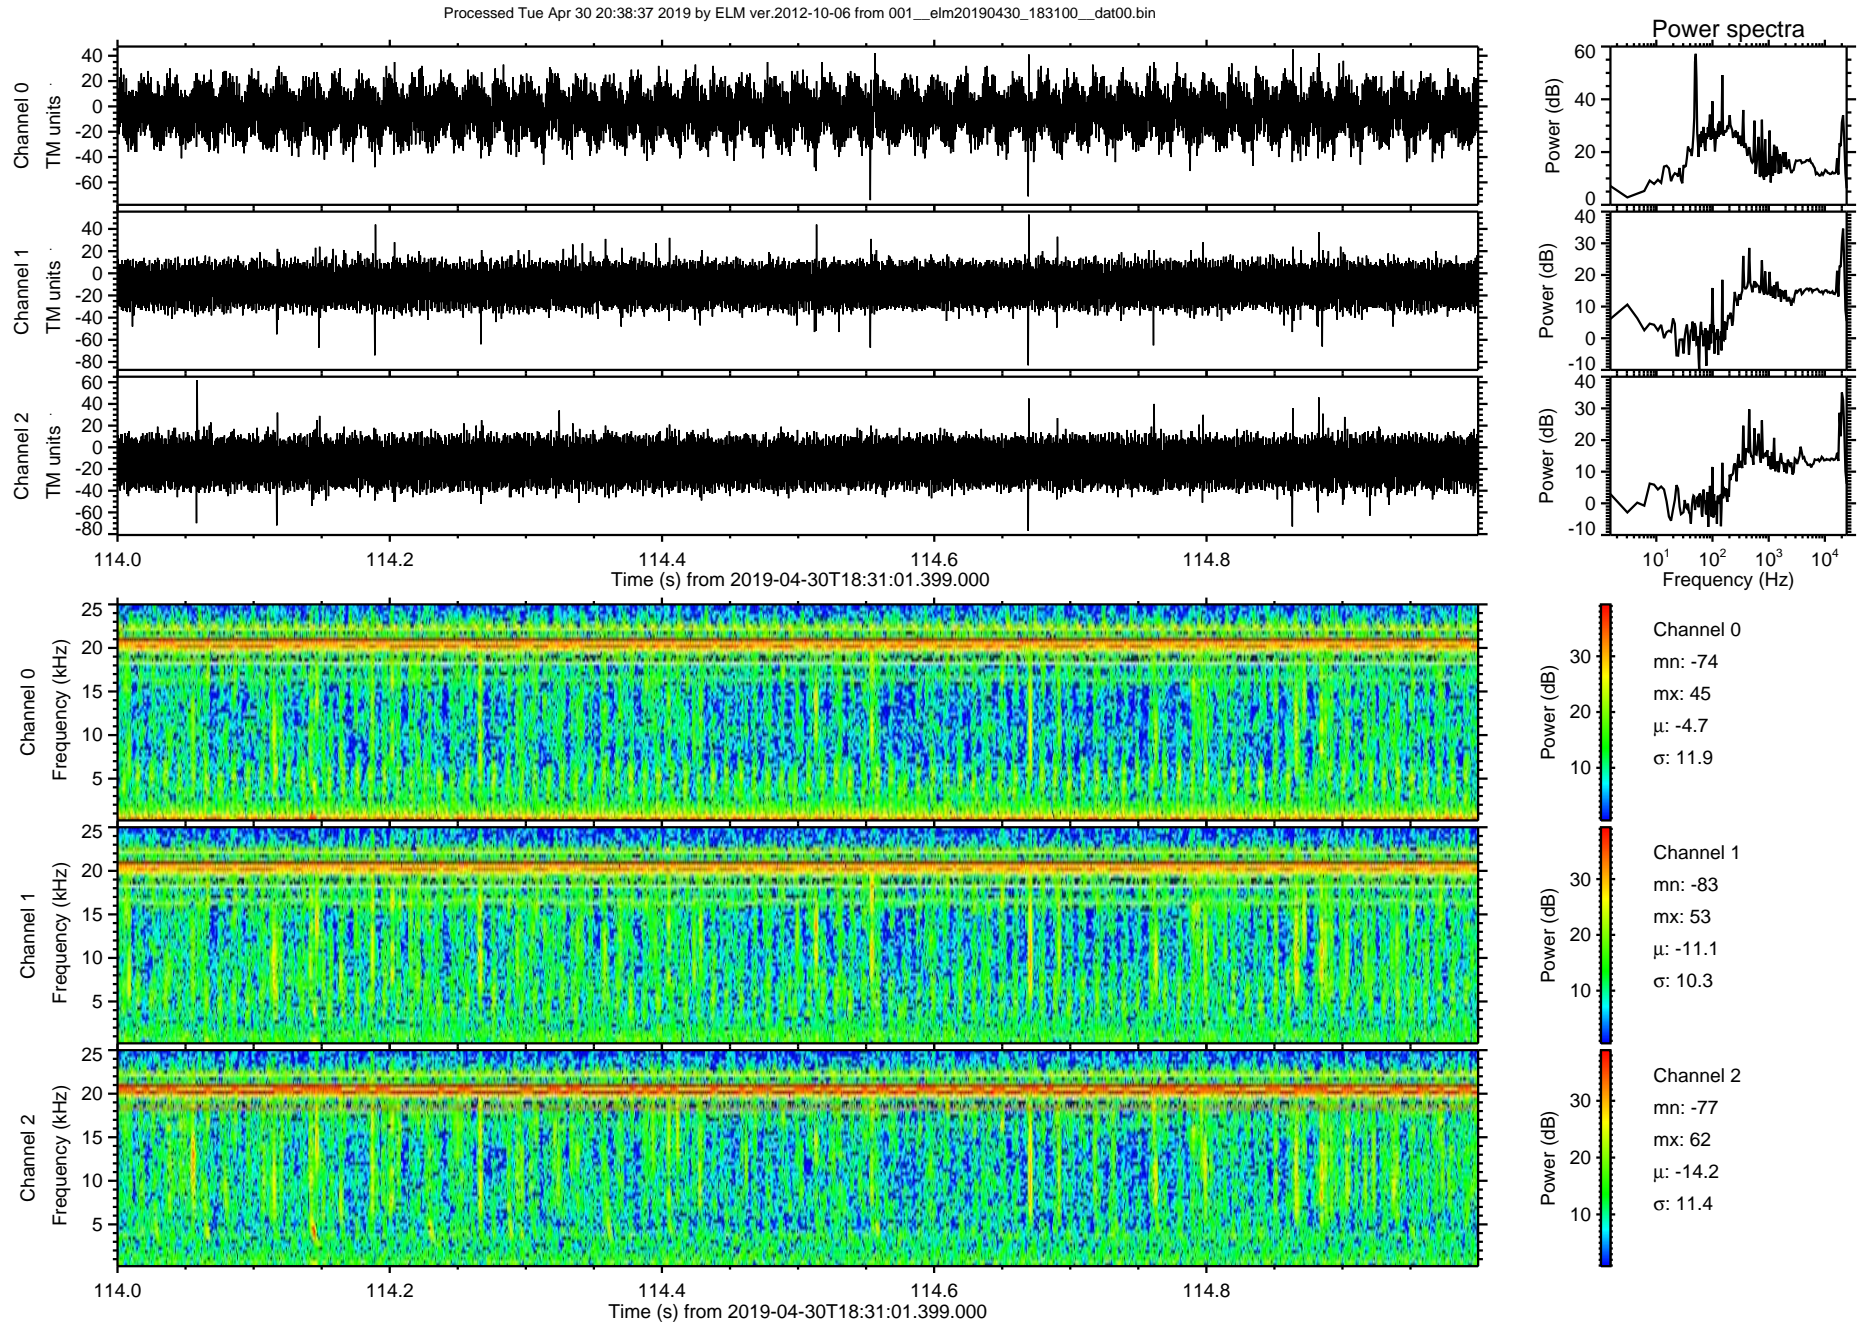 Processed Tue Apr 30 20:38:37 2019 by ELM ver.2012-10-06 from 001__elm20190430_183100__dat00.bin
Power spectra
Channel 0
TM units
40
20
0
-20
-40
-60
Power (dB)
60
40
20
0
Channel 1
TM units
40
20
0
-20
-40
-60
-80
Power (dB)
40
30
20
10
0
-10
Channel 2
TM units
60
40
20
0
-20
-40
-60
-80
Power (dB)
40
30
20
10
0
-10
114.0 114.2 114.4 114.6 114.8
Time (s) from 2019-04-30T18:31:01.399.000
10^1 10^2 10^3 10^4
Frequency (Hz)
Channel 0
Frequency (kHz)
25
20
15
10
5
Power (dB)
30
20
10
Channel 0
mn: -74
mx: 45
µ: -4.7
σ: 11.9
Channel 1
Frequency (kHz)
25
20
15
10
5
Power (dB)
30
20
10
Channel 1
mn: -83
mx: 53
µ: -11.1
σ: 10.3
Channel 2
Frequency (kHz)
25
20
15
10
5
Power (dB)
30
20
10
Channel 2
mn: -77
mx: 62
µ: -14.2
σ: 11.4
114.0 114.2 114.4 114.6 114.8
Time (s) from 2019-04-30T18:31:01.399.000